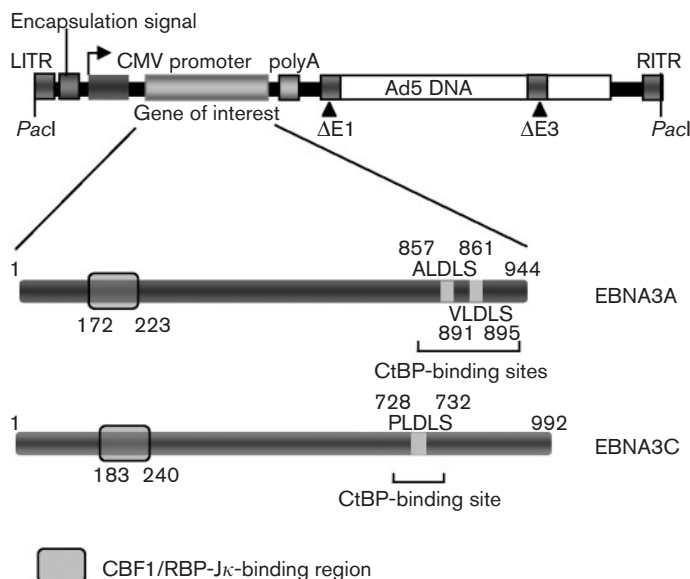 Encapsulation signal
LITR CMV promoter polyA RITR
Ad5 DNA
PacI Gene of interest ΔE1 ΔE3 PacI
857 861
1 ALDLS 944
EBNA3A
172 223 VLDLS
891 895
CtBP-binding sites
728 732
1 PLDLS 992
EBNA3C
183 240
CtBP-binding site
CBF1/RBP-Jκ-binding region